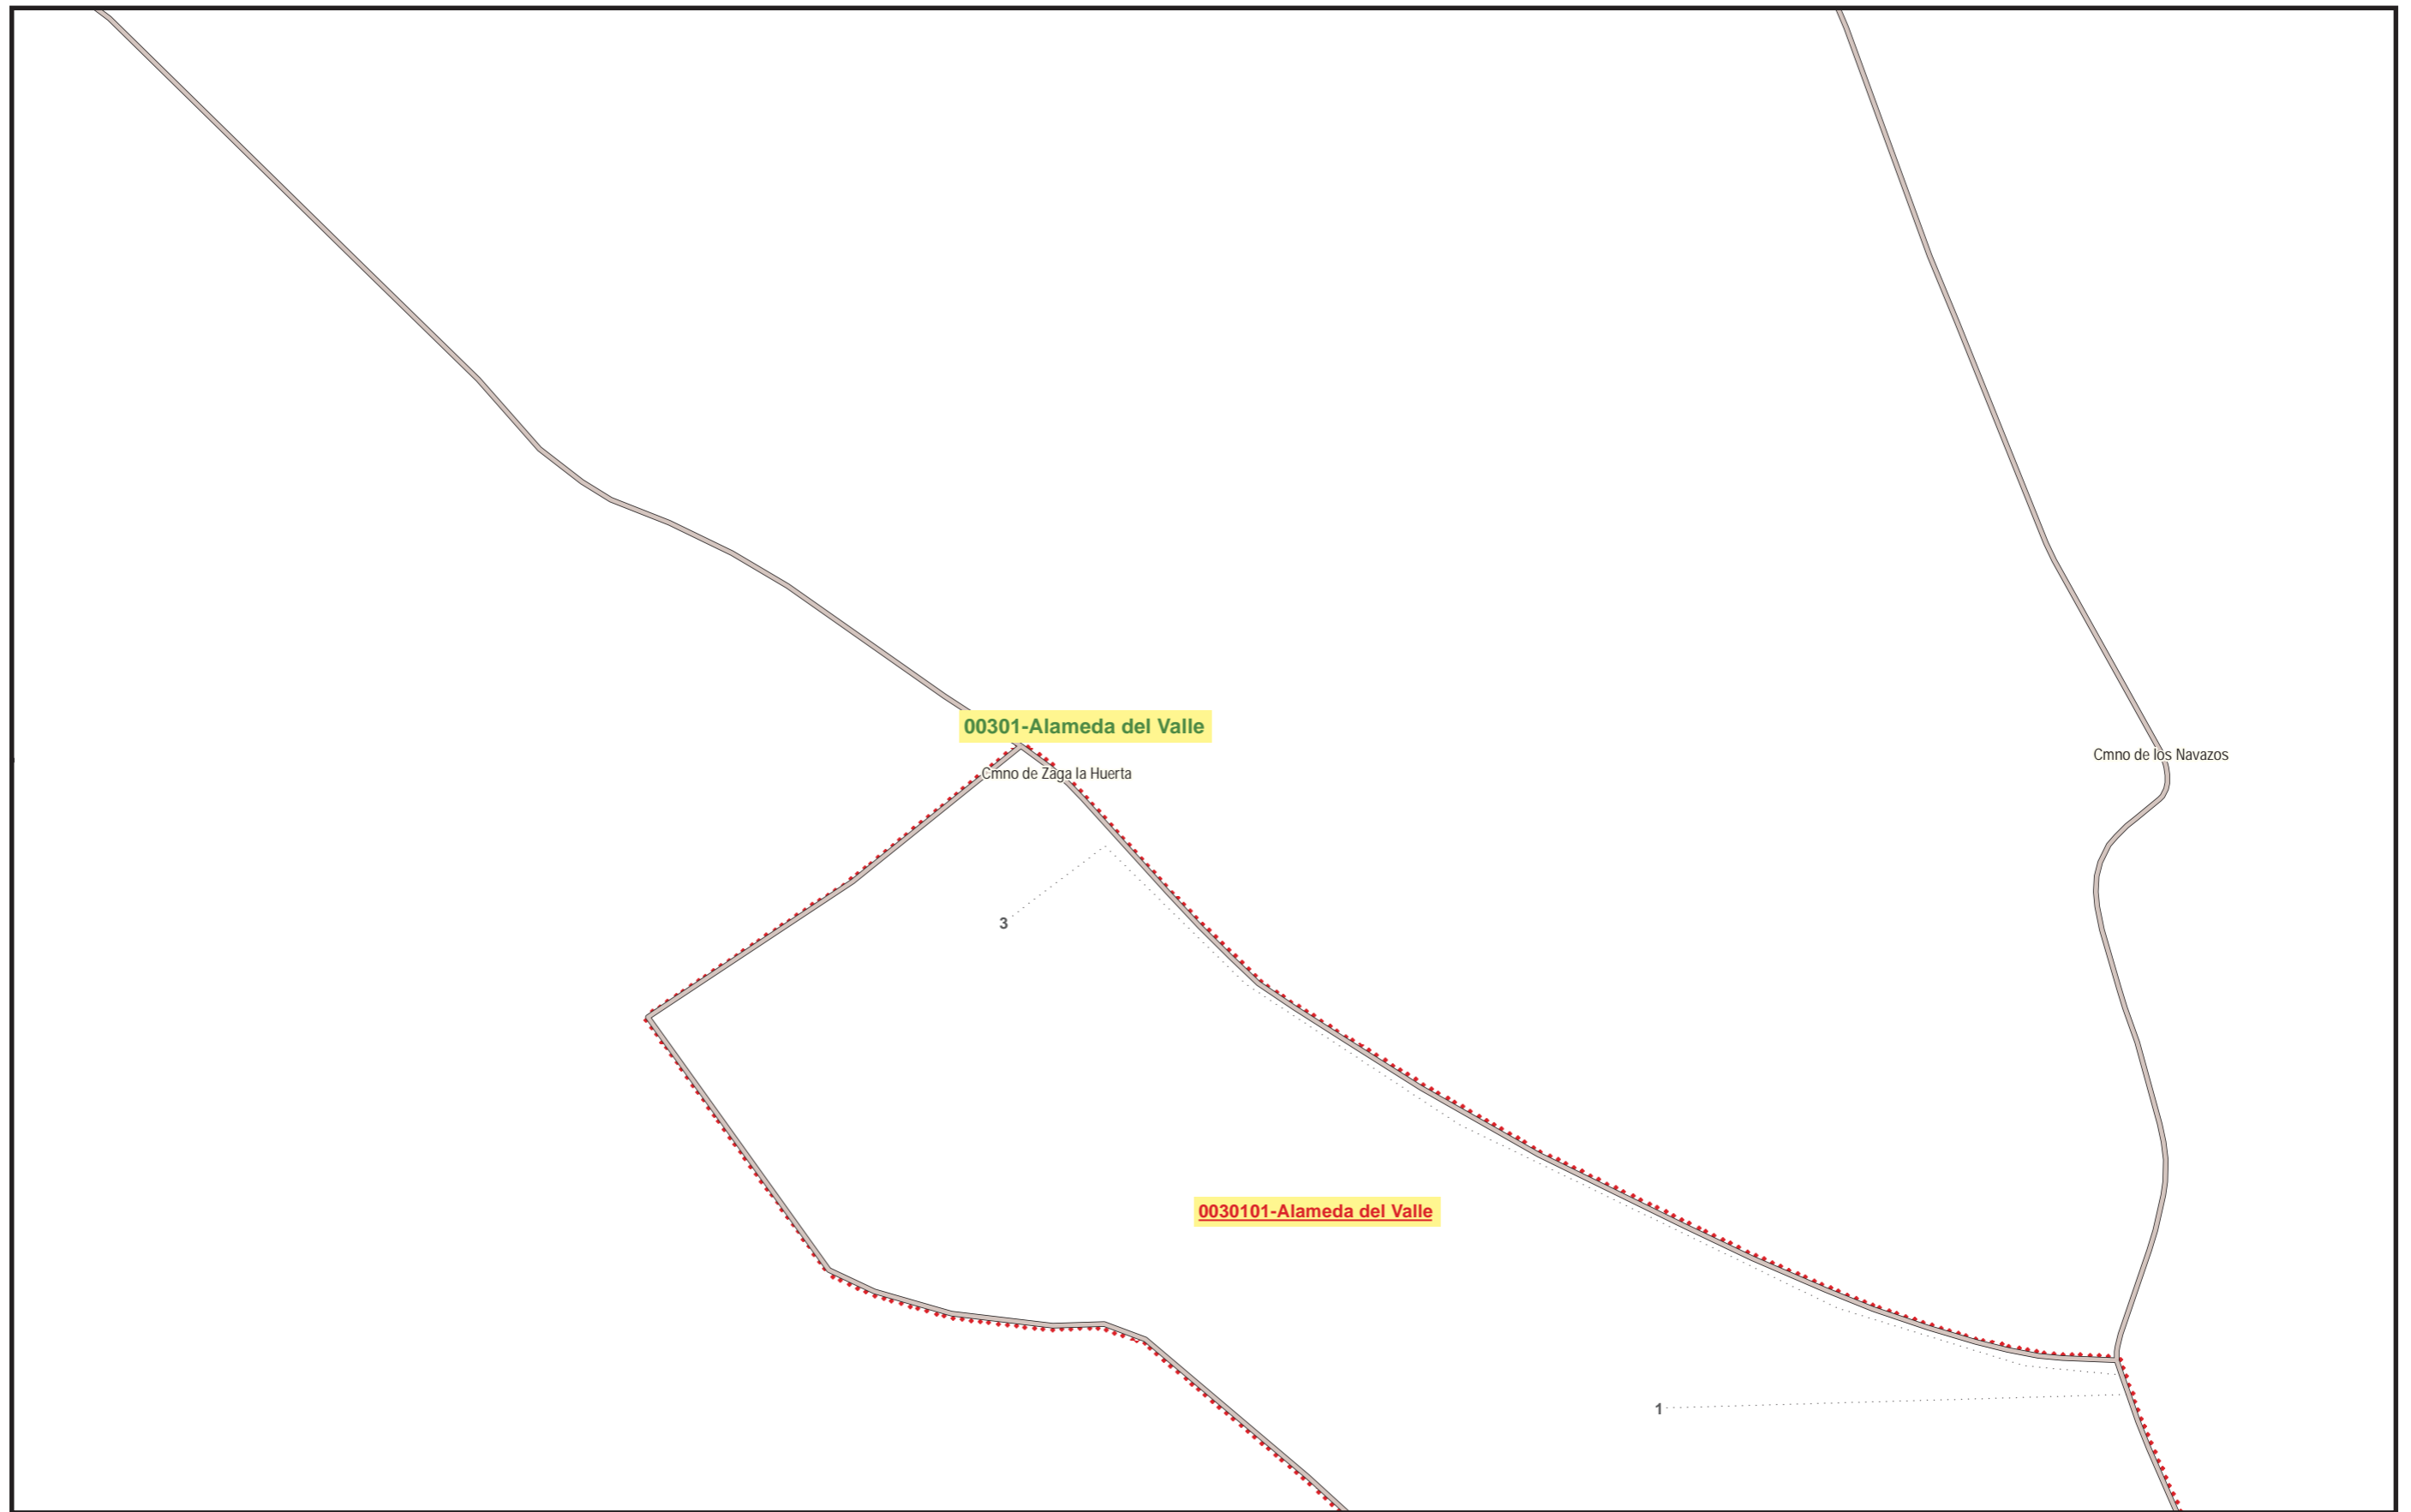 00301-Alameda del Valle
Cmno de los Navazos
Cmno de Zaga la Huerta
3
0030101-Alameda del Valle
1